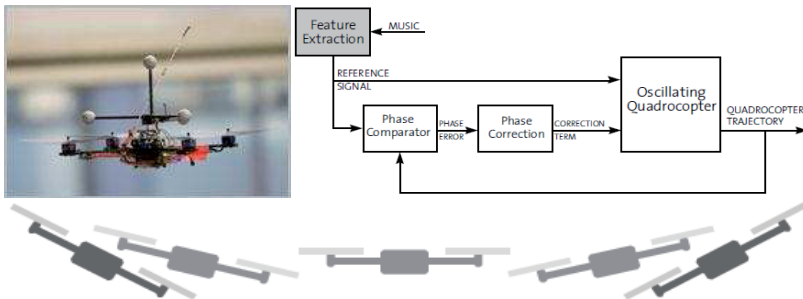 Feature
Extraction
MUSIC
REFERENCE
SIGNAL
Oscillating
Quadrocopter
QUADROCOPTER
TRAJECTORY
Phase
Comparator
PHASE
ERROR
Phase
Correction
CORRECTION
TERM